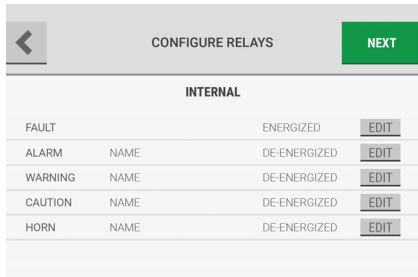 CONFIGURE RELAYS NEXT
INTERNAL
FAULT ENERGIZED EDIT
ALARM NAME DE-ENERGIZED EDIT
WARNING NAME DE-ENERGIZED EDIT
CAUTION NAME DE-ENERGIZED EDIT
HORN NAME DE-ENERGIZED EDIT